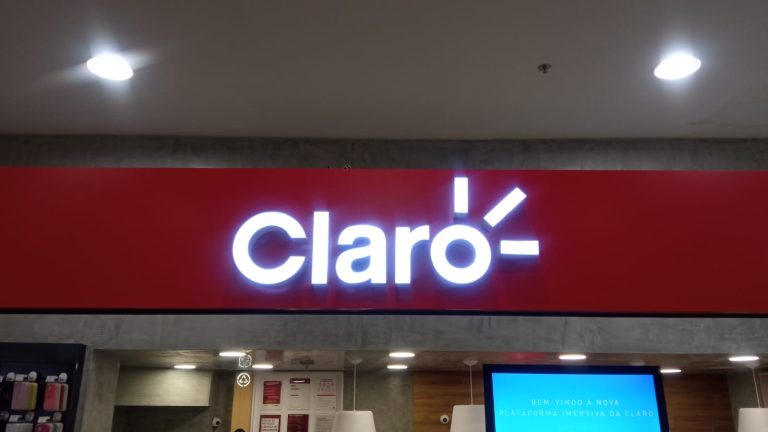 Claro
BEM-VINDO À NOVA
PLATAFORMA IMERSIVA DA CLARO